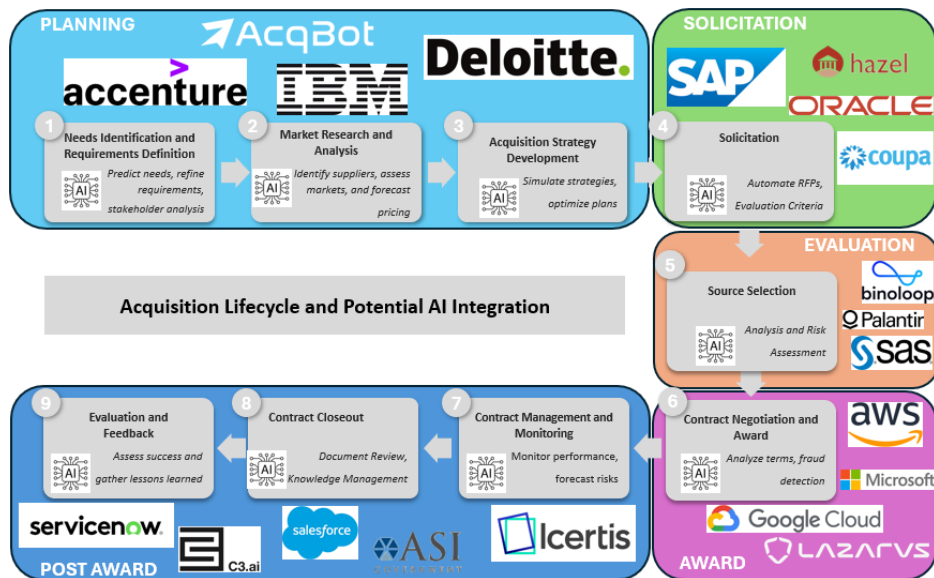 PLANNING
AcqBot
accenture
IBM
Deloitte.
1
Needs Identification and
Requirements Definition
AI
Predict needs, refine
requirements,
stakeholder analysis
2
Market Research and
Analysis
AI
Identify suppliers, assess
markets, and forecast
pricing
3
Acquisition Strategy
Development
AI
Simulate strategies,
optimize plans
SOLICITATION
SAP
hazel
ORACLE
coupa
4
Solicitation
AI
Automate RFPs,
Evaluation Criteria
EVALUATION
binoloop
Palantir
sas
5
Source Selection
AI
Analysis and Risk
Assessment
Acquisition Lifecycle and Potential AI Integration
6
Contract Negotiation and
Award
AI
Analyze terms, fraud
detection
aws
Microsoft
Google Cloud
LAZARVS
AWARD
7
Contract Management and
Monitoring
AI
Monitor performance,
forecast risks
8
Contract Closeout
AI
Document Review,
Knowledge Management
9
Evaluation and
Feedback
AI
Assess success and
gather lessons learned
servicenow
C3.ai
salesforce
ASI
GOVERNMENT
Icertis
POST AWARD